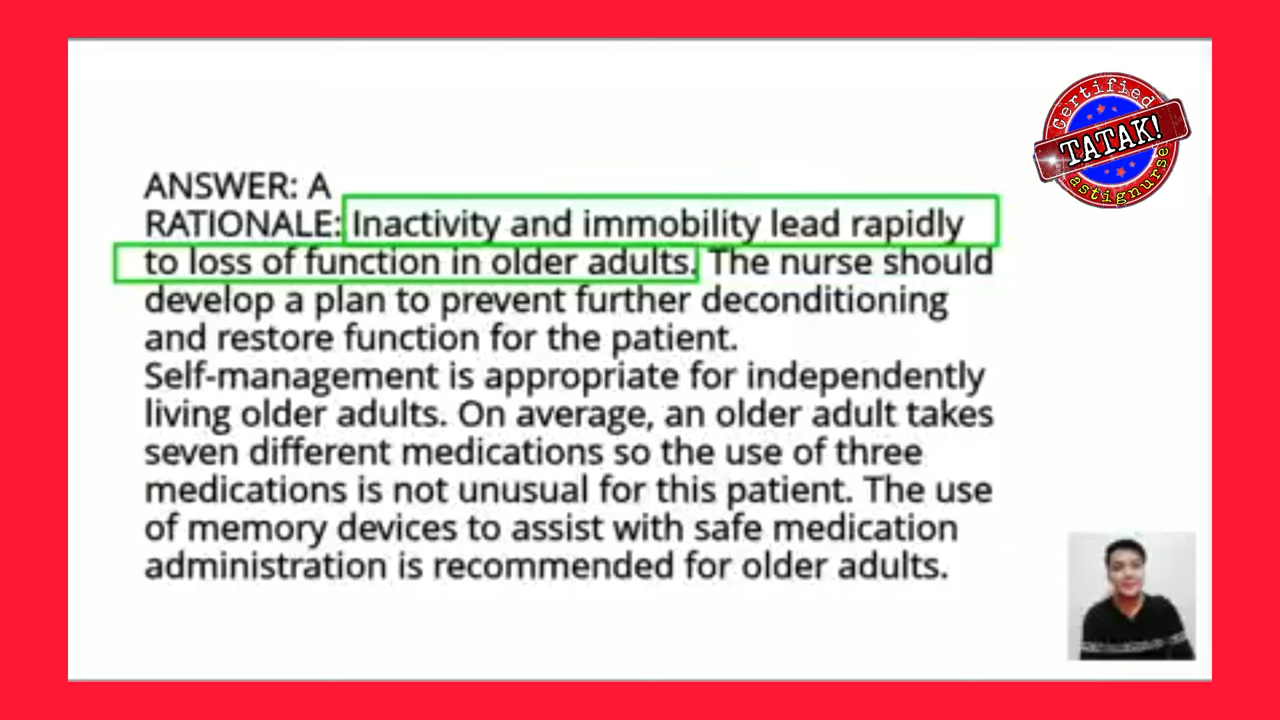 Certified
TATAK!
astignurse
ANSWER: A
RATIONALE: Inactivity and immobility lead rapidly
to loss of function in older adults. The nurse should
develop a plan to prevent further deconditioning
and restore function for the patient.
Self-management is appropriate for independently
living older adults. On average, an older adult takes
seven different medications so the use of three
medications is not unusual for this patient. The use
of memory devices to assist with safe medication
administration is recommended for older adults.